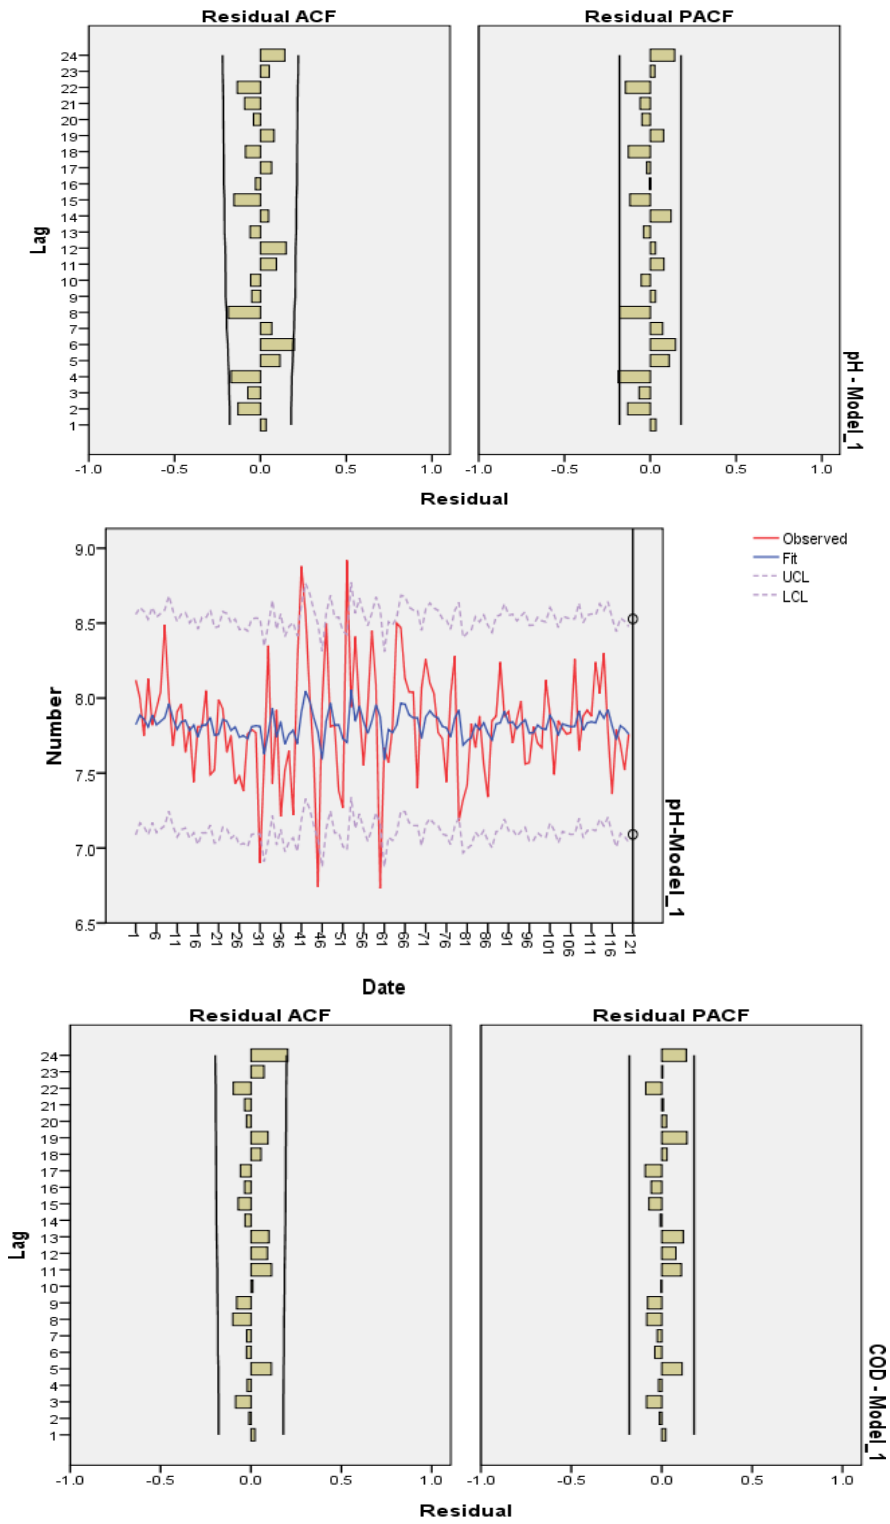 Residual ACF
Residual PACF
Lag
24
23
22
21
20
19
18
17
16
15
14
13
12
11
10
9
8
7
6
5
4
3
2
1
-1.0 -0.5 0.0 0.5 1.0
-1.0 -0.5 0.0 0.5 1.0
Residual
pH - Model_1
Number
9.0
8.5
8.0
7.5
7.0
6.5
1 6 11 16 21 26 31 36 41 46 51 56 61 66 71 76 81 86 91 96 101 106 111 116 121
Date
Observed
Fit
UCL
LCL
pH-Model_1
Residual ACF
Residual PACF
Lag
24
23
22
21
20
19
18
17
16
15
14
13
12
11
10
9
8
7
6
5
4
3
2
1
-1.0 -0.5 0.0 0.5 1.0
-1.0 -0.5 0.0 0.5 1.0
Residual
COD - Model_1